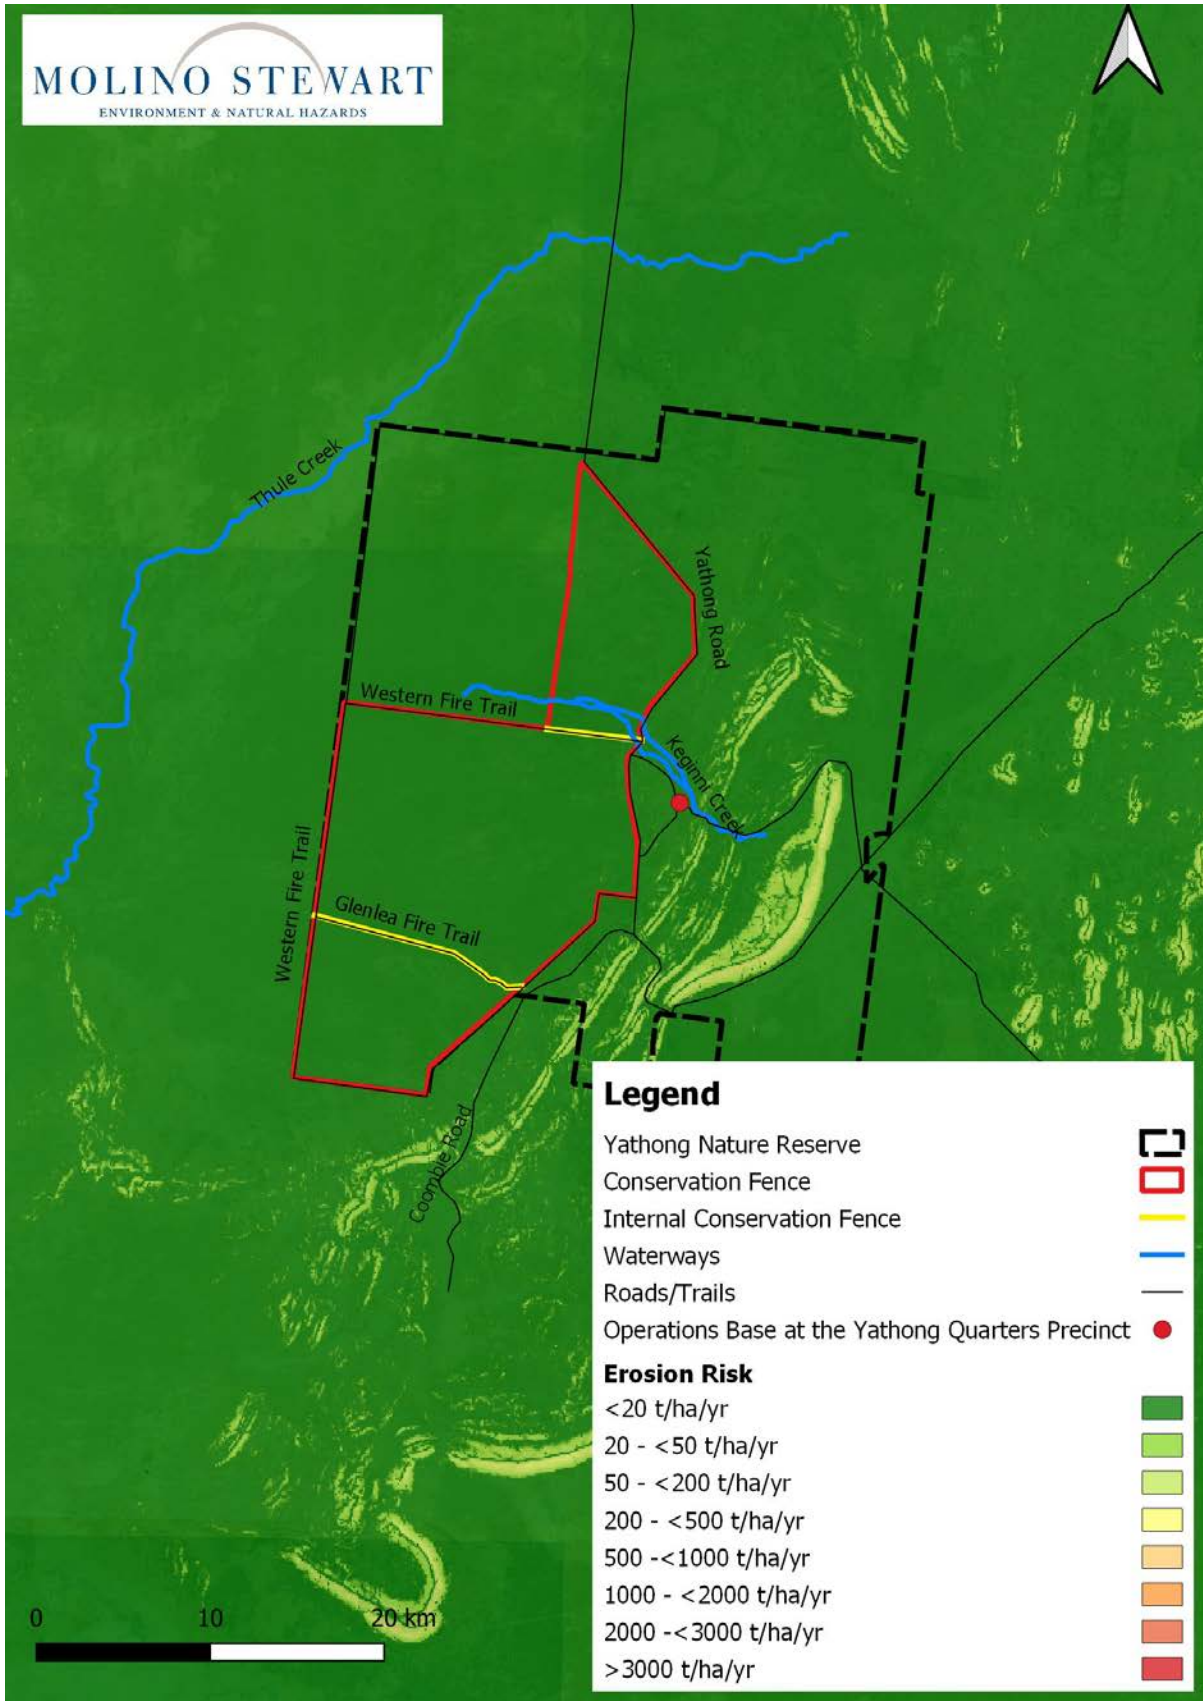 MOLINO STEWART
ENVIRONMENT & NATURAL HAZARDS
Thule Creek
Yathong Road
Western Fire Trail
Keginni Creek
Western Fire Trail
Glenlea Fire Trail
Coombie Road
Legend
Yathong Nature Reserve
Conservation Fence
Internal Conservation Fence
Waterways
Roads/Trails
Operations Base at the Yathong Quarters Precinct
Erosion Risk
<20 t/ha/yr
20 - <50 t/ha/yr
50 - <200 t/ha/yr
200 - <500 t/ha/yr
500 -<1000 t/ha/yr
1000 - <2000 t/ha/yr
2000 -<3000 t/ha/yr
>3000 t/ha/yr
0 10 20 km